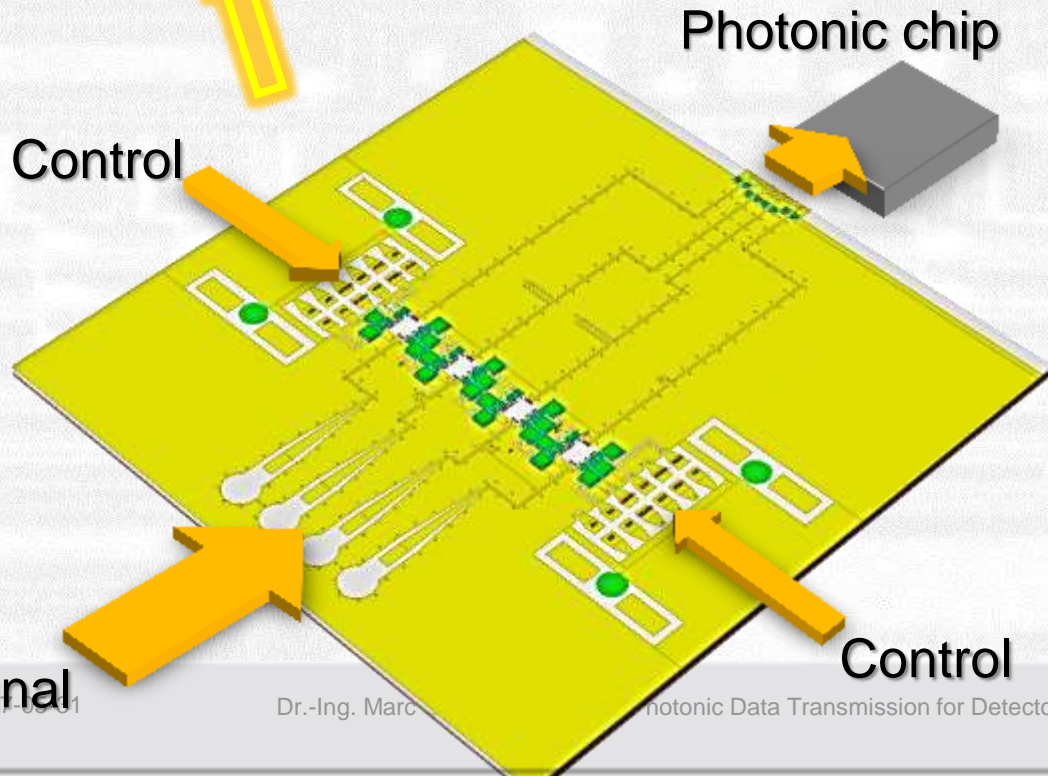 Photonic chip
Control
Control
nal
Dr.-Ing. Marc
hotonic Data Transmission for Detecto